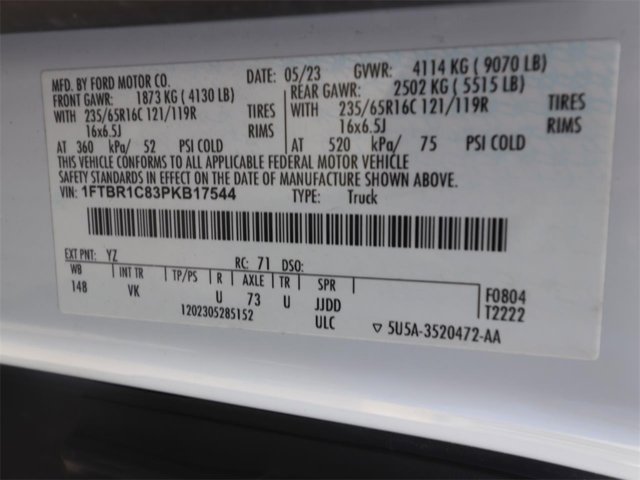 MFD. BY FORD MOTOR CO. DATE: 05/23 GVWR: 4114 KG ( 9070 LB)
FRONT GAWR: 1873 KG ( 4130 LB) REAR GAWR: 2502 KG ( 5515 LB)
WITH 235/65R16C 121/119R TIRES WITH 235/65R16C 121/119R TIRES
16x6.5J RIMS 16x6.5J RIMS
AT 360 kPa/ 52 PSI COLD AT 520 kPa/ 75 PSI COLD
THIS VEHICLE CONFORMS TO ALL APPLICABLE FEDERAL MOTOR VEHICLE
SAFETY STANDARDS IN EFFECT ON THE DATE OF MANUFACTURE SHOWN ABOVE.
VIN: 1FTBR1C83PKB17544 TYPE: Truck
EXT PNT: YZ RC: 71 DSO:
WB INT TR TP/PS R AXLE TR SPR F0804
148 VK U 73 U JJDD T2222
1202305285152 ULC ▽ 5U5A-3520472-AA